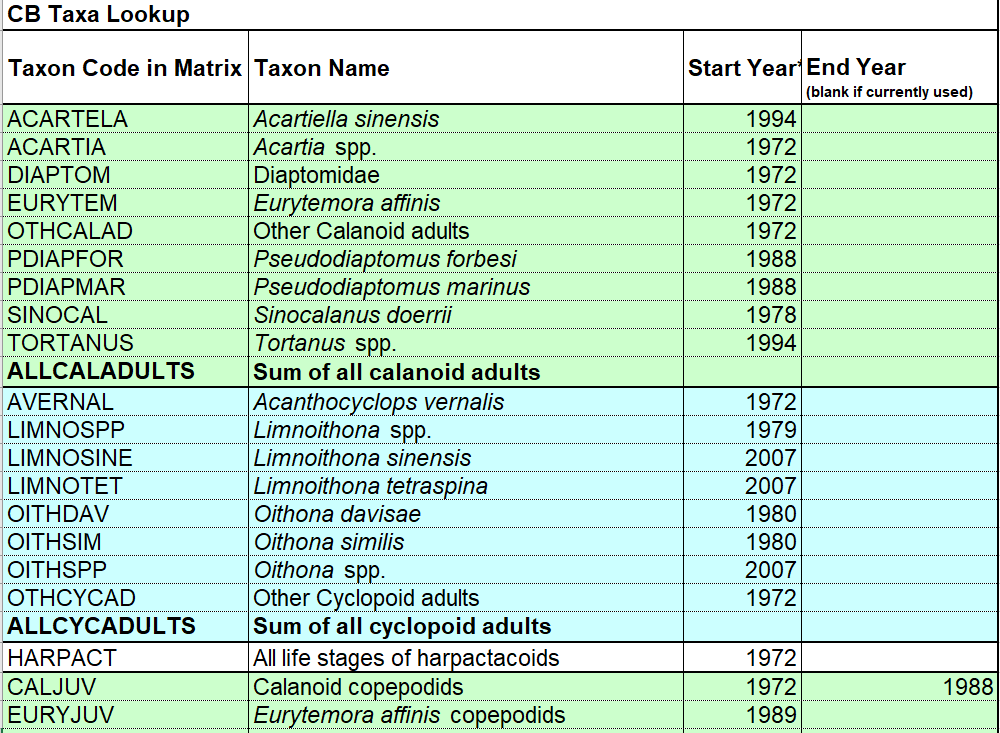 CB Taxa Lookup
Taxon Code in Matrix Taxon Name Start Year* End Year
(blank if currently used)
ACARTELA Acartiella sinensis 1994
ACARTIA Acartia spp. 1972
DIAPTOM Diaptomidae 1972
EURYTEM Eurytemora affinis 1972
OTHCALAD Other Calanoid adults 1972
PDIAPFOR Pseudodiaptomus forbesi 1988
PDIAPMAR Pseudodiaptomus marinus 1988
SINOCAL Sinocalanus doerrii 1978
TORTANUS Tortanus spp. 1994
ALLCALADULTS Sum of all calanoid adults
AVERNAL Acanthocyclops vernalis 1972
LIMNOSPP Limnoithona spp. 1979
LIMNOSINE Limnoithona sinensis 2007
LIMNOTET Limnoithona tetraspina 2007
OITHDAV Oithona davisae 1980
OITHSIM Oithona similis 1980
OITHSPP Oithona spp. 2007
OTHCYCAD Other Cyclopoid adults 1972
ALLCYCADULTS Sum of all cyclopoid adults
HARPACT All life stages of harpactacoids 1972
CALJUV Calanoid copepodids 1972 1988
EURYJUV Eurytemora affinis copepodids 1989